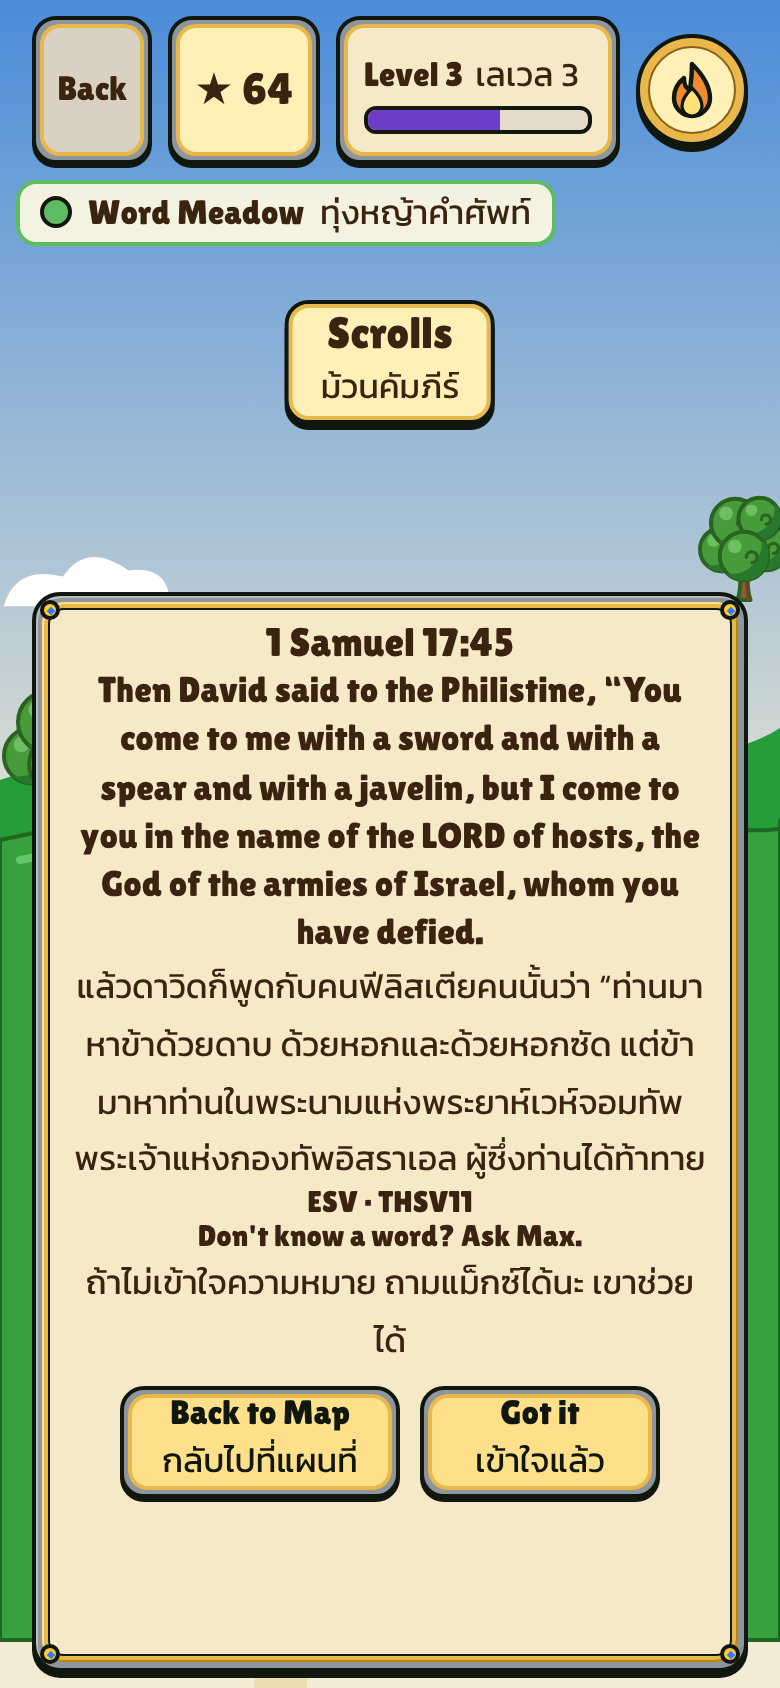 Back
★ 64
Level 3 เลเวล 3
Word Meadow ทุ่งหญ้าคำศัพท์
Scrolls
ม้วนคัมภีร์
1 Samuel 17:45
Then David said to the Philistine, “You
come to me with a sword and with a
spear and with a javelin, but I come to
you in the name of the LORD of hosts, the
God of the armies of Israel, whom you
have defied.
แล้วดาวิดก็พูดกับคนฟีลิสเตียคนนั้นว่า “ท่านมา
หาข้าด้วยดาบ ด้วยหอกและด้วยหอกซัด แต่ข้า
มาหาท่านในพระนามแห่งพระยาห์เวห์จอมทัพ
พระเจ้าแห่งกองทัพอิสราเอล ผู้ซึ่งท่านได้ท้าทาย
ESV · THSV11
Don't know a word? Ask Max.
ถ้าไม่เข้าใจความหมาย ถามแม็กซ์ได้นะ เขาช่วย
ได้
Back to Map
กลับไปที่แผนที่
Got it
เข้าใจแล้ว